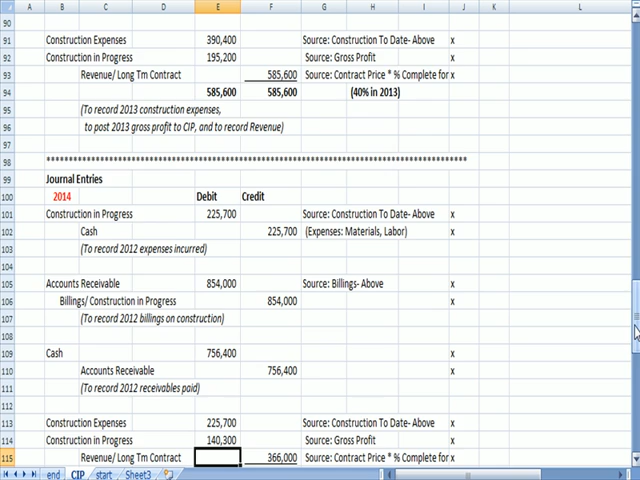 A B C D E F G H I J K L
90
91 Construction Expenses 390,400 Source: Construction To Date- Above x
92 Construction in Progress 195,200 Source: Gross Profit x
93 Revenue/ Long Tm Contract 585,600 Source: Contract Price * % Complete for x
94 585,600 585,600 (40% in 2013)
95 (To record 2013 construction expenses,
96 to post 2013 gross profit to CIP, and to record Revenue)
97
98 ****************************************************************************************
99 Journal Entries
100 2014 Debit Credit
101 Construction in Progress 225,700 Source: Construction To Date- Above x
102 Cash 225,700 (Expenses: Materials, Labor) x
103 (To record 2012 expenses incurred)
104
105 Accounts Receivable 854,000 Source: Billings- Above x
106 Billings/ Construction in Progress 854,000 x
107 (To record 2012 billings on construction)
108
109 Cash 756,400 x
110 Accounts Receivable 756,400 x
111 (To record 2012 receivables paid)
112
113 Construction Expenses 225,700 Source: Construction To Date- Above x
114 Construction in Progress 140,300 Source: Gross Profit x
115 Revenue/ Long Tm Contract 366,000 Source: Contract Price * % Complete for x
end CIP start Sheet3